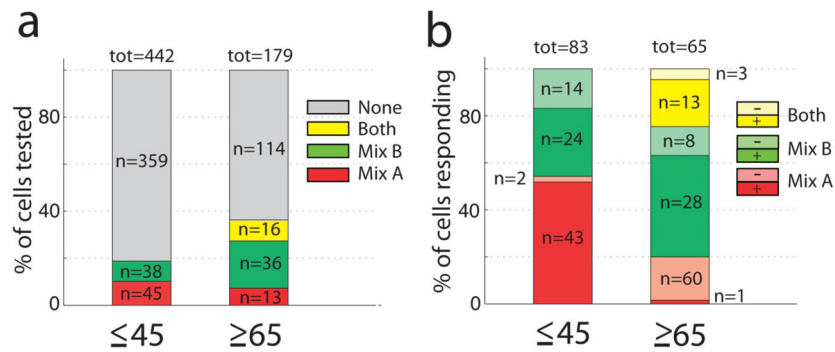 a
tot=442 tot=179
% of cells tested
80
40
0
n=359
n=38
n=45
n=114
n=16
n=36
n=13
≤45 ≥65
None
Both
Mix B
Mix A
b
tot=83 tot=65
% of cells responding
80
40
0
n=14
n=24
n=2
n=43
n=3
n=13
n=8
n=28
n=60
n=1
≤45 ≥65
−
+ Both
−
+ Mix B
−
+ Mix A